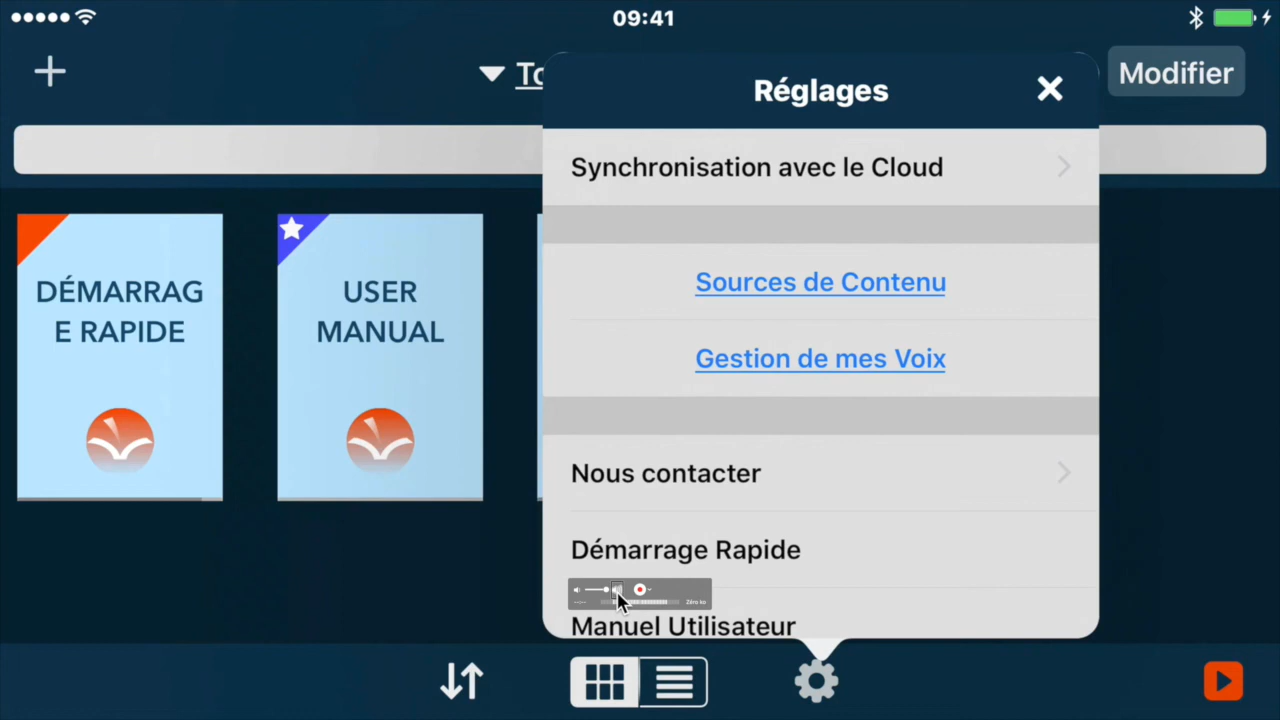 09:41
To
Modifier
Réglages
Synchronisation avec le Cloud
Sources de Contenu
Gestion de mes Voix
Nous contacter
Démarrage Rapide
Manuel Utilisateur
DÉMARRAG
E RAPIDE
USER
MANUAL
Zéro ko